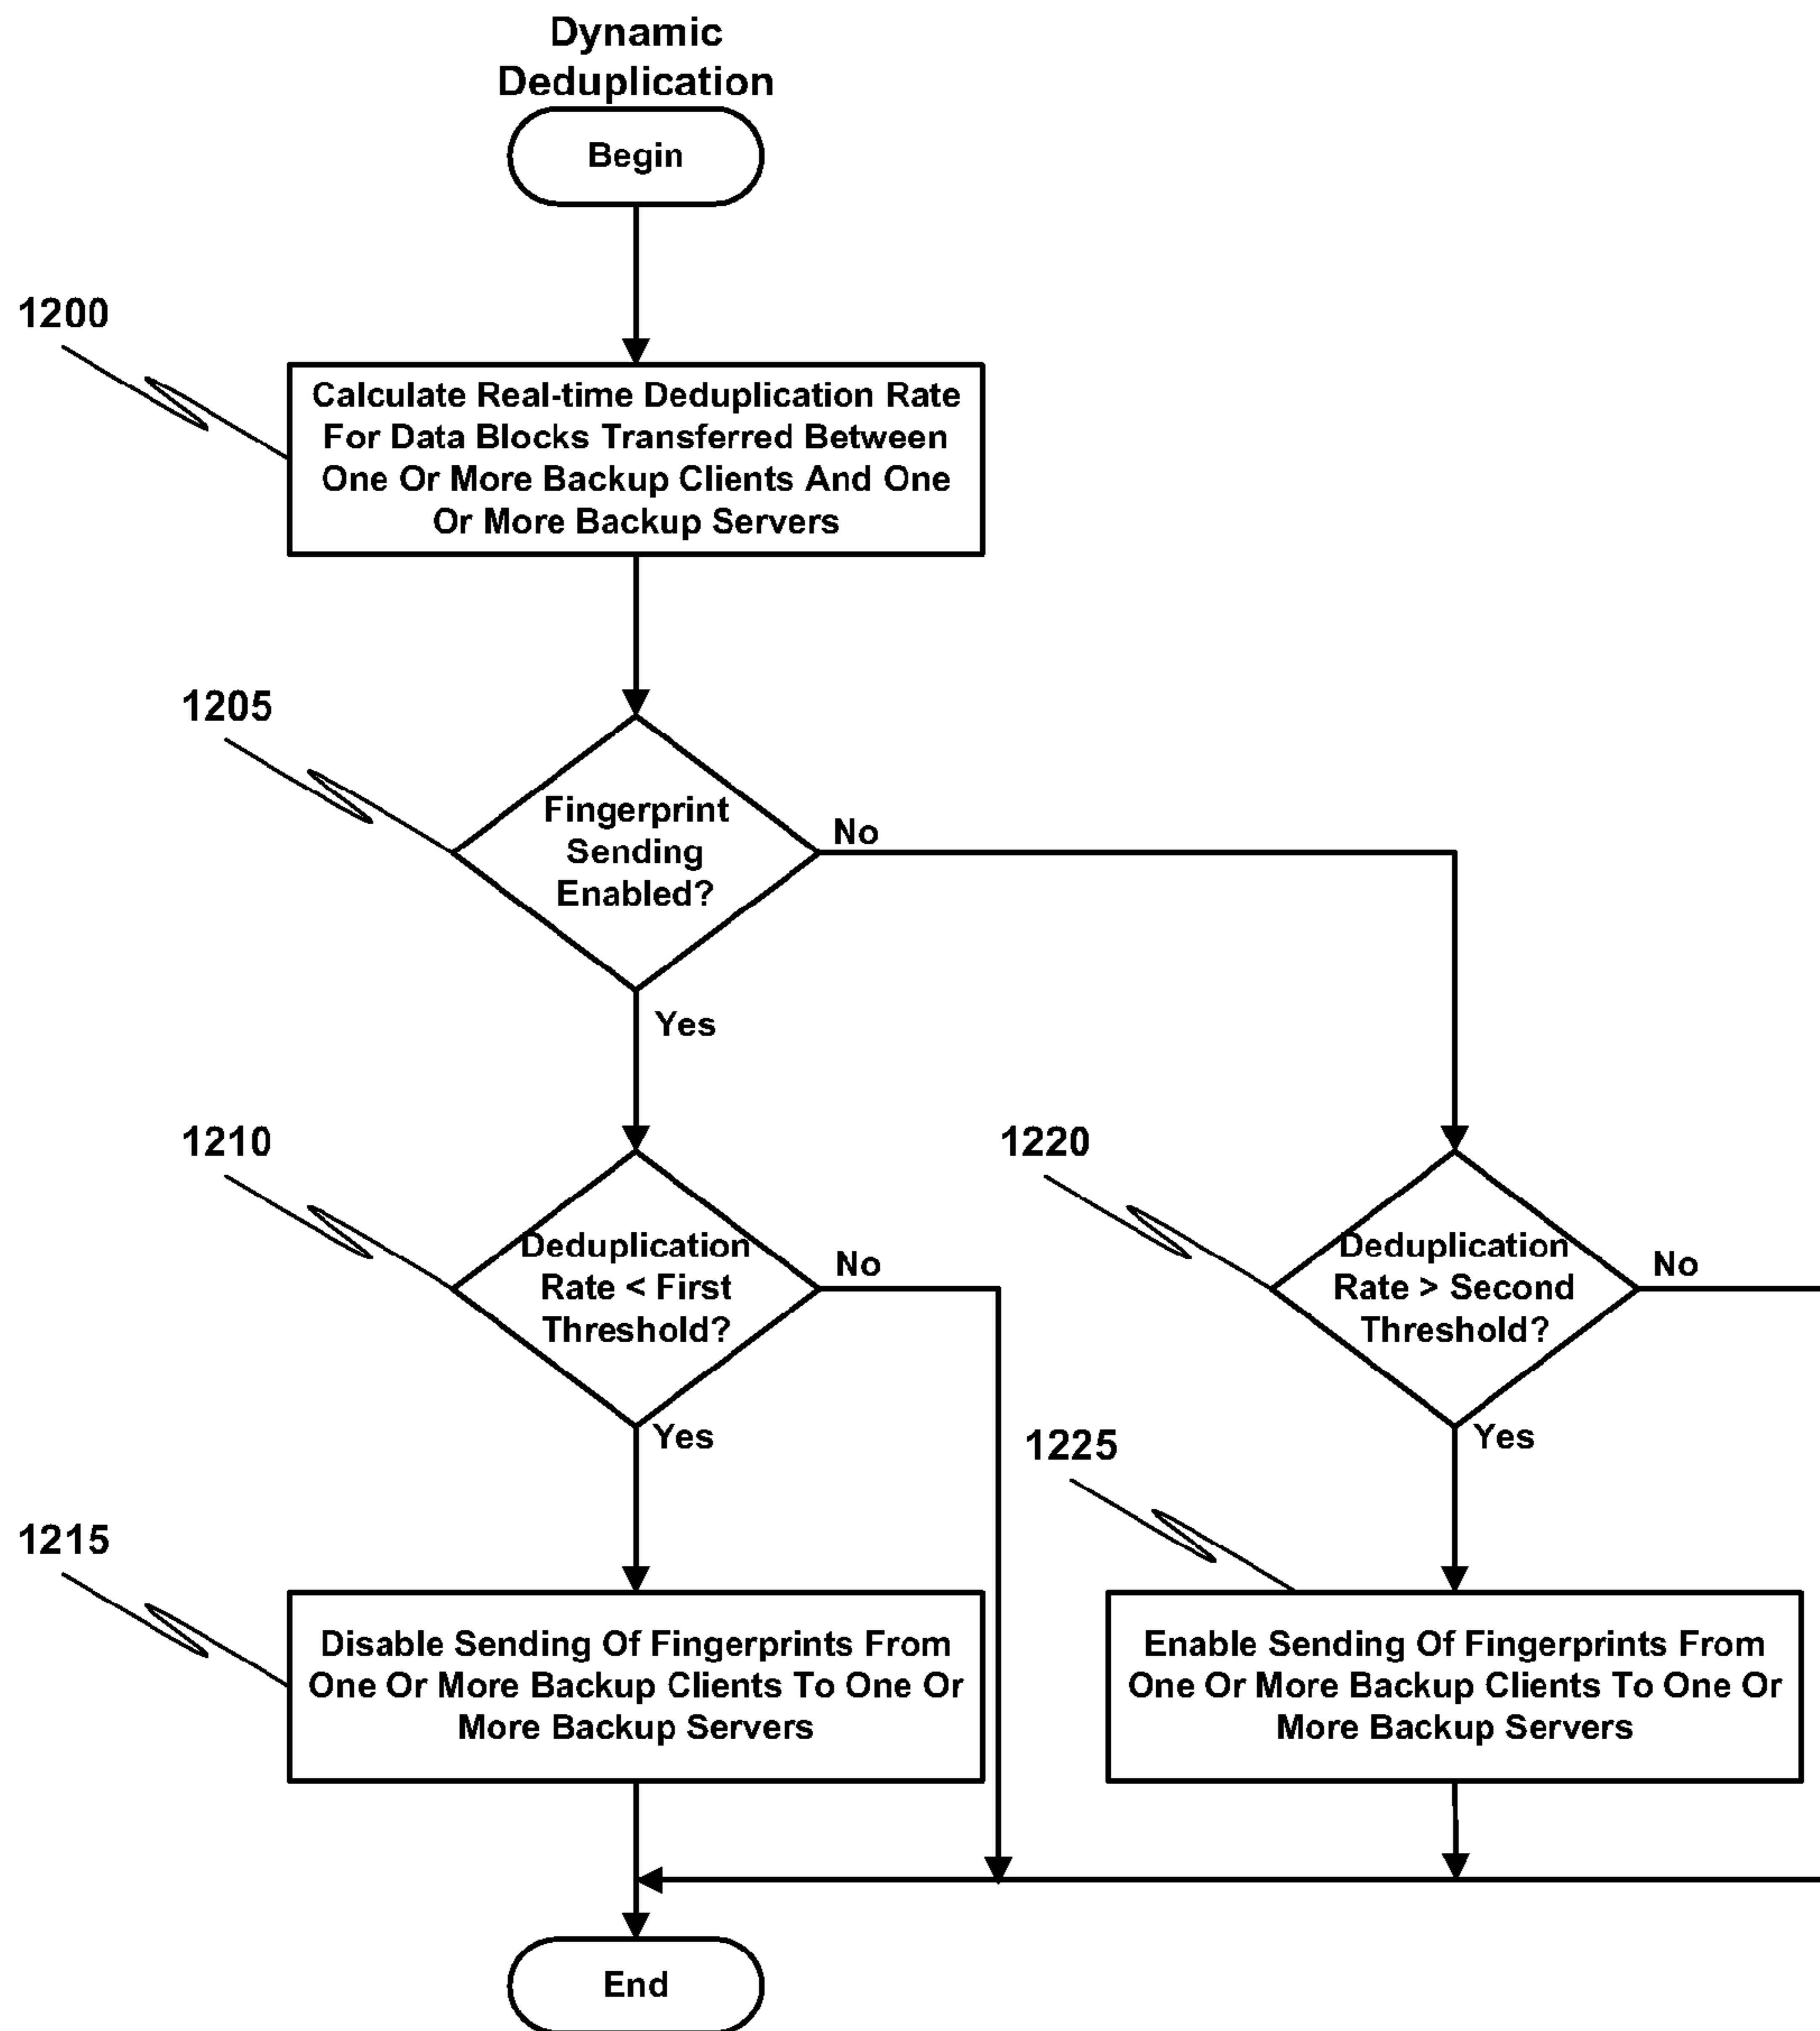 Dynamic
Deduplication
Begin
1200
Calculate Real-time Deduplication Rate
For Data Blocks Transferred Between
One Or More Backup Clients And One
Or More Backup Servers
1205
Fingerprint
Sending
Enabled?
No
Yes
1210
Deduplication
Rate < First
Threshold?
No
Yes
1220
Deduplication
Rate > Second
Threshold?
No
Yes
1215
Disable Sending Of Fingerprints From
One Or More Backup Clients To One Or
More Backup Servers
1225
Enable Sending Of Fingerprints From
One Or More Backup Clients To One Or
More Backup Servers
End